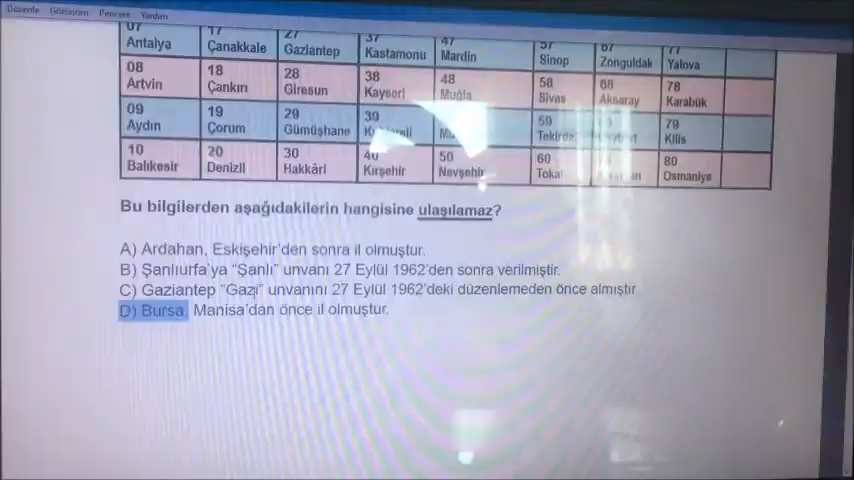 Düzenle Görünüm Pencere Yardım
07 17 27 37 47 57 67 77
Antalya Çanakkale Gaziantep Kastamonu Mardin Sinop Zonguldak Yalova
08 18 28 38 48 58 68 78
Artvin Çankırı Giresun Kayseri Muğla Sivas Aksaray Karabük
09 19 29 39 59 79
Aydın Çorum Gümüşhane Kilis
10 20 30 40 50 60 80
Balıkesir Denizli Hakkâri Kırşehir Nevşehir Tokat Osmaniye
Bu bilgilerden aşağıdakilerin hangisine ulaşılamaz?
A) Ardahan, Eskişehir'den sonra il olmuştur.
B) Şanlıurfa'ya "Şanlı" unvanı 27 Eylül 1962'den sonra verilmiştir.
C) Gaziantep "Gazi" unvanını 27 Eylül 1962'deki düzenlemeden önce almıştır
D) Bursa, Manisa'dan önce il olmuştur.